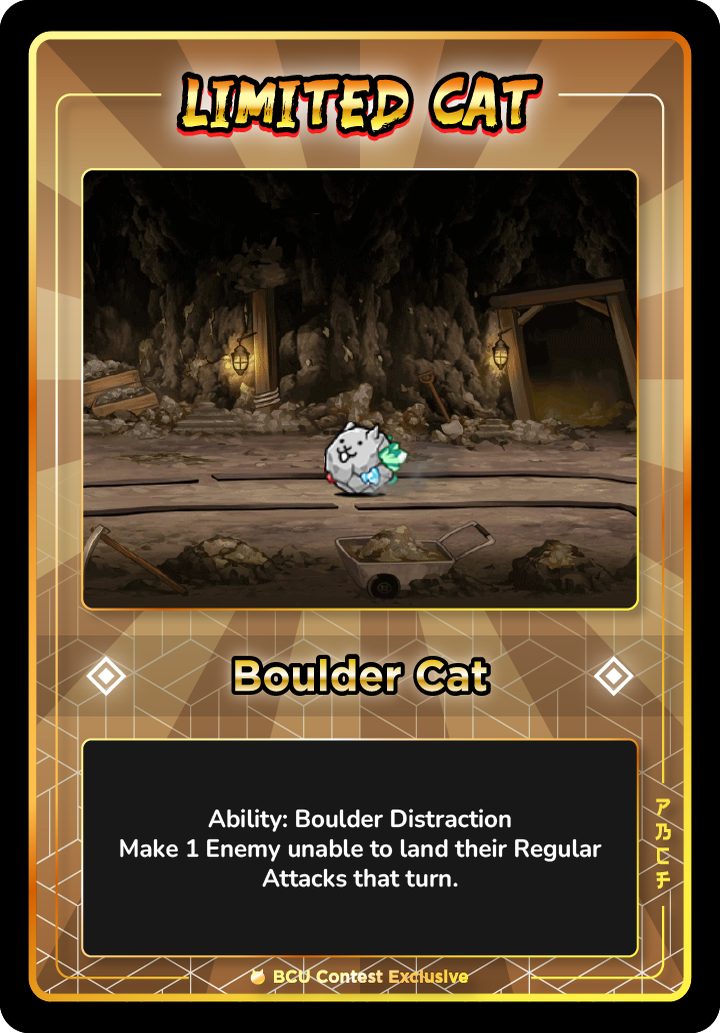 LIMITED CAT
Boulder Cat
Ability: Boulder Distraction
Make 1 Enemy unable to land their Regular
Attacks that turn.
BCU Contest Exclusive